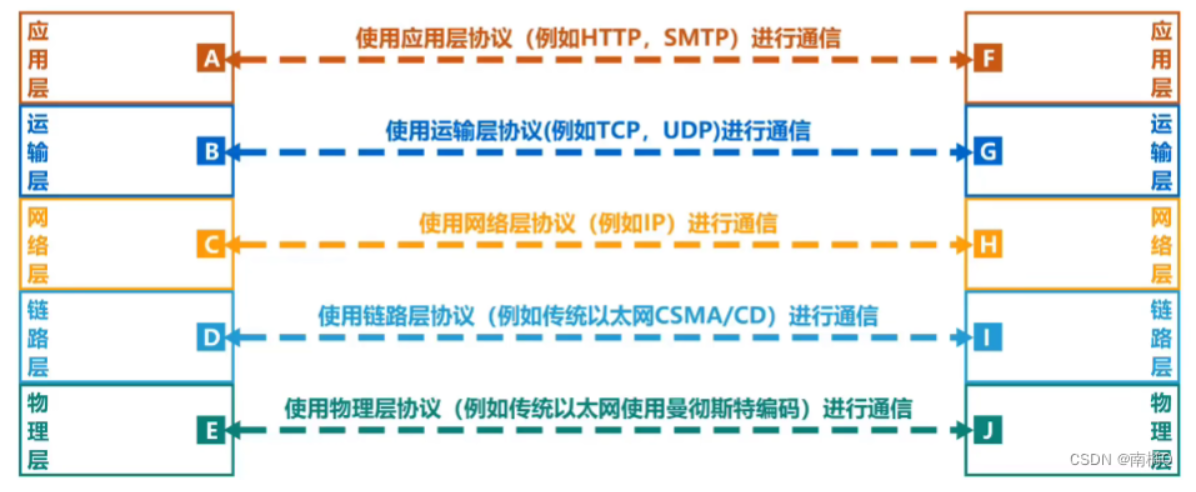 应用层
A
使用应用层协议（例如HTTP，SMTP）进行通信
F
应用层
运输层
B
使用运输层协议(例如TCP，UDP)进行通信
G
运输层
网络层
C
使用网络层协议（例如IP）进行通信
H
网络层
链路层
D
使用链路层协议（例如传统以太网CSMA/CD）进行通信
I
链路层
物理层
E
使用物理层协议（例如传统以太网使用曼彻斯特编码）进行通信
J
物理层
CSDN @南栀